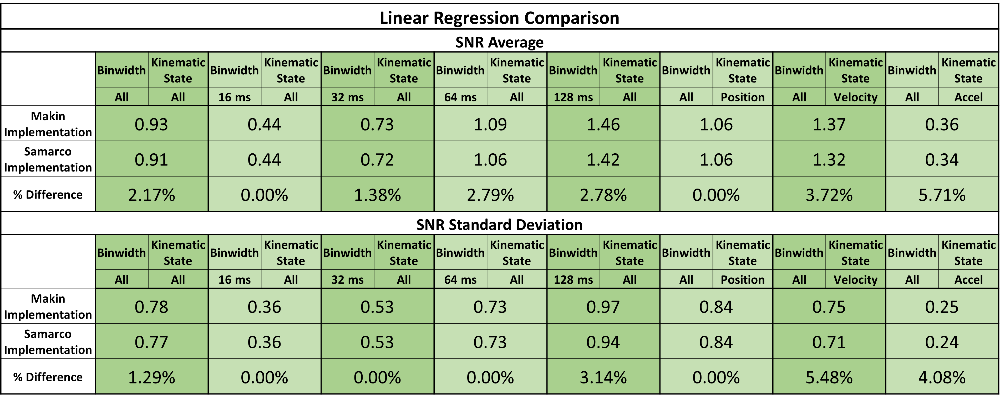 Linear Regression Comparison
SNR Average
Binwidth Kinematic State Binwidth Kinematic State Binwidth Kinematic State Binwidth Kinematic State Binwidth Kinematic State Binwidth Kinematic State Binwidth Kinematic State Binwidth Kinematic State
All All 16 ms All 32 ms All 64 ms All 128 ms All All Position All Velocity All Accel
Makin Implementation 0.93 0.44 0.73 1.09 1.46 1.06 1.37 0.36
Samarco Implementation 0.91 0.44 0.72 1.06 1.42 1.06 1.32 0.34
% Difference 2.17% 0.00% 1.38% 2.79% 2.78% 0.00% 3.72% 5.71%
SNR Standard Deviation
Binwidth Kinematic State Binwidth Kinematic State Binwidth Kinematic State Binwidth Kinematic State Binwidth Kinematic State Binwidth Kinematic State Binwidth Kinematic State Binwidth Kinematic State
All All 16 ms All 32 ms All 64 ms All 128 ms All All Position All Velocity All Accel
Makin Implementation 0.78 0.36 0.53 0.73 0.97 0.84 0.75 0.25
Samarco Implementation 0.77 0.36 0.53 0.73 0.94 0.84 0.71 0.24
% Difference 1.29% 0.00% 0.00% 0.00% 3.14% 0.00% 5.48% 4.08%